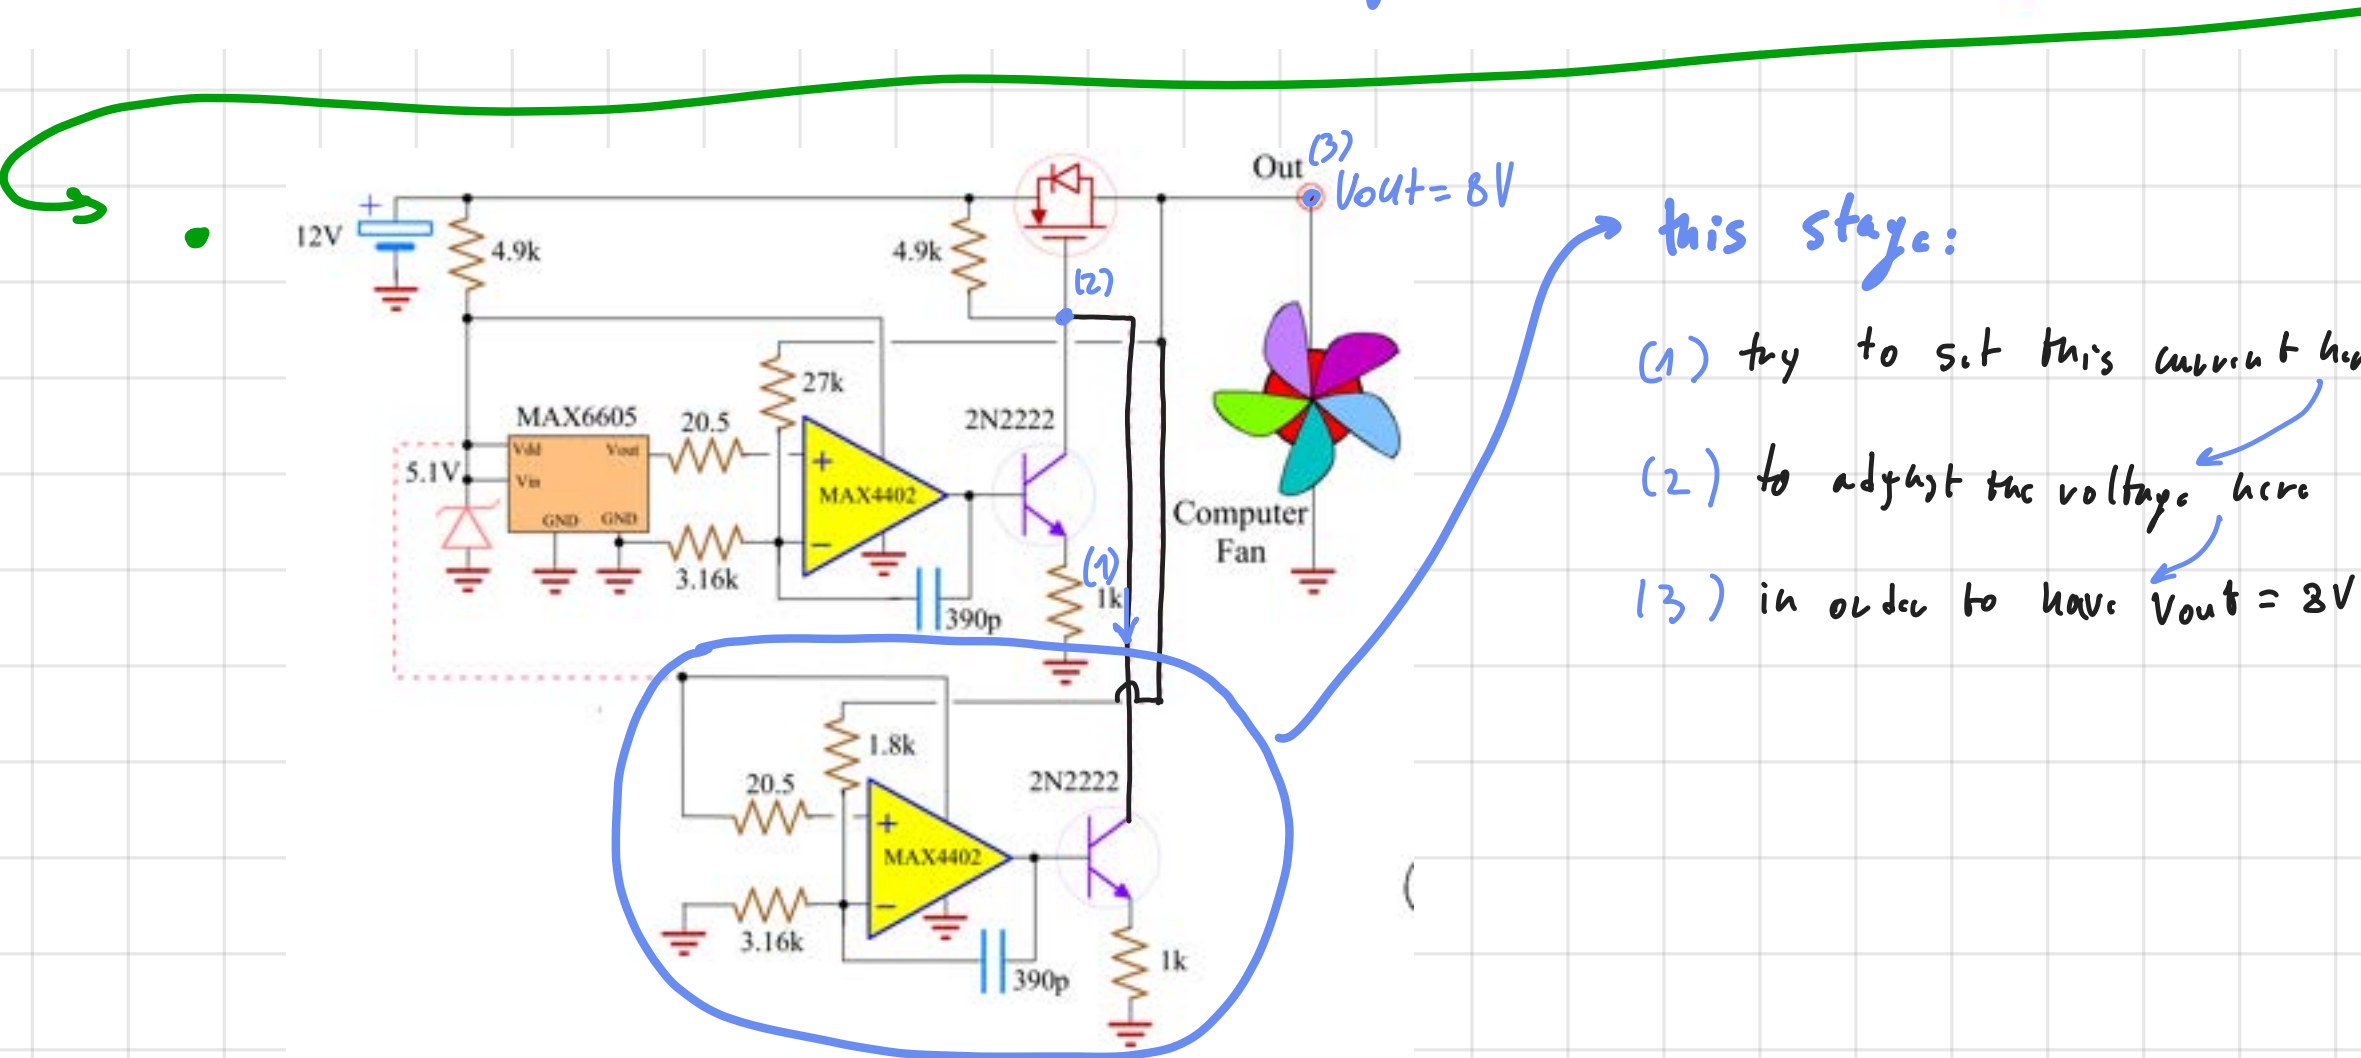 (3)
Out
Vout = 8V
12V
4.9k
4.9k
(2)
this stage:
27k
(1) try to set this current
MAX6605
20.5
2N2222
Vdd
Vout
5.1V
Vin
+
MAX4402
(2) to adjust the voltage here
GND
GND
−
Computer
Fan
3.16k
(1)
1k
390p
(3) in order to have Vout = 8V
1.8k
20.5
2N2222
+
MAX4402
−
3.16k
390p
1k